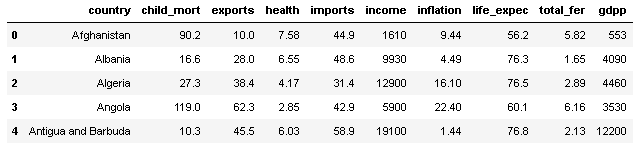 country child_mort exports health imports income inflation life_expec total_fer gdpp
0 Afghanistan 90.2 10.0 7.58 44.9 1610 9.44 56.2 5.82 553
1 Albania 16.6 28.0 6.55 48.6 9930 4.49 76.3 1.65 4090
2 Algeria 27.3 38.4 4.17 31.4 12900 16.10 76.5 2.89 4460
3 Angola 119.0 62.3 2.85 42.9 5900 22.40 60.1 6.16 3530
4 Antigua and Barbuda 10.3 45.5 6.03 58.9 19100 1.44 76.8 2.13 12200